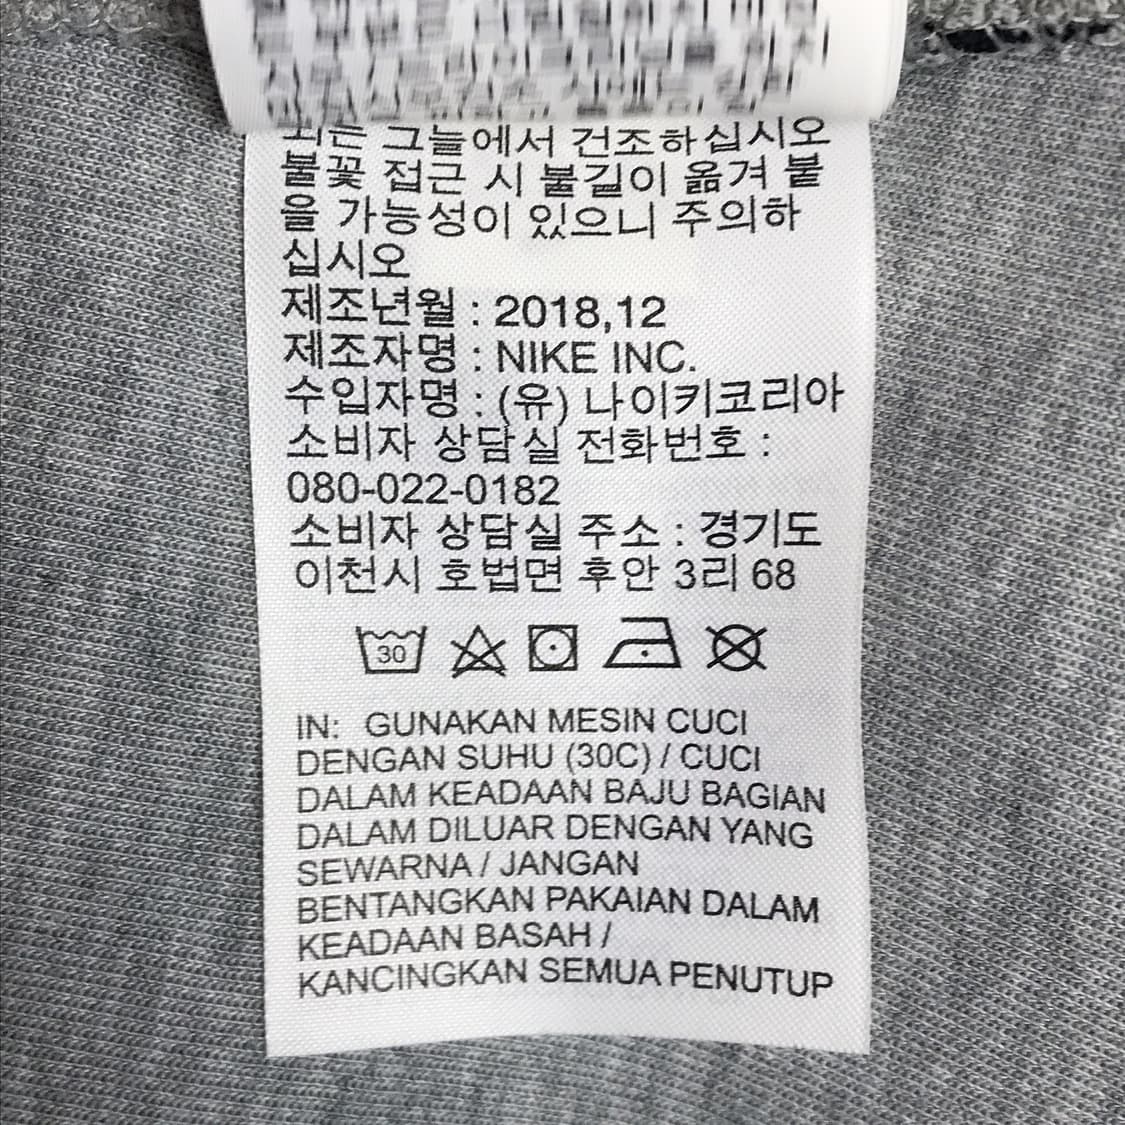 그늘에서 건조하십시오
불꽃 접근 시 불길이 옮겨 붙
을 가능성이 있으니 주의하
십시오
제조년월 : 2018,12
제조자명 : NIKE INC.
수입자명 : (유) 나이키코리아
소비자 상담실 전화번호 :
080-022-0182
소비자 상담실 주소 : 경기도
이천시 호법면 후안 3리 68
30
IN: GUNAKAN MESIN CUCI
DENGAN SUHU (30C) / CUCI
DALAM KEADAAN BAJU BAGIAN
DALAM DILUAR DENGAN YANG
SEWARNA / JANGAN
BENTANGKAN PAKAIAN DALAM
KEADAAN BASAH /
KANCINGKAN SEMUA PENUTUP